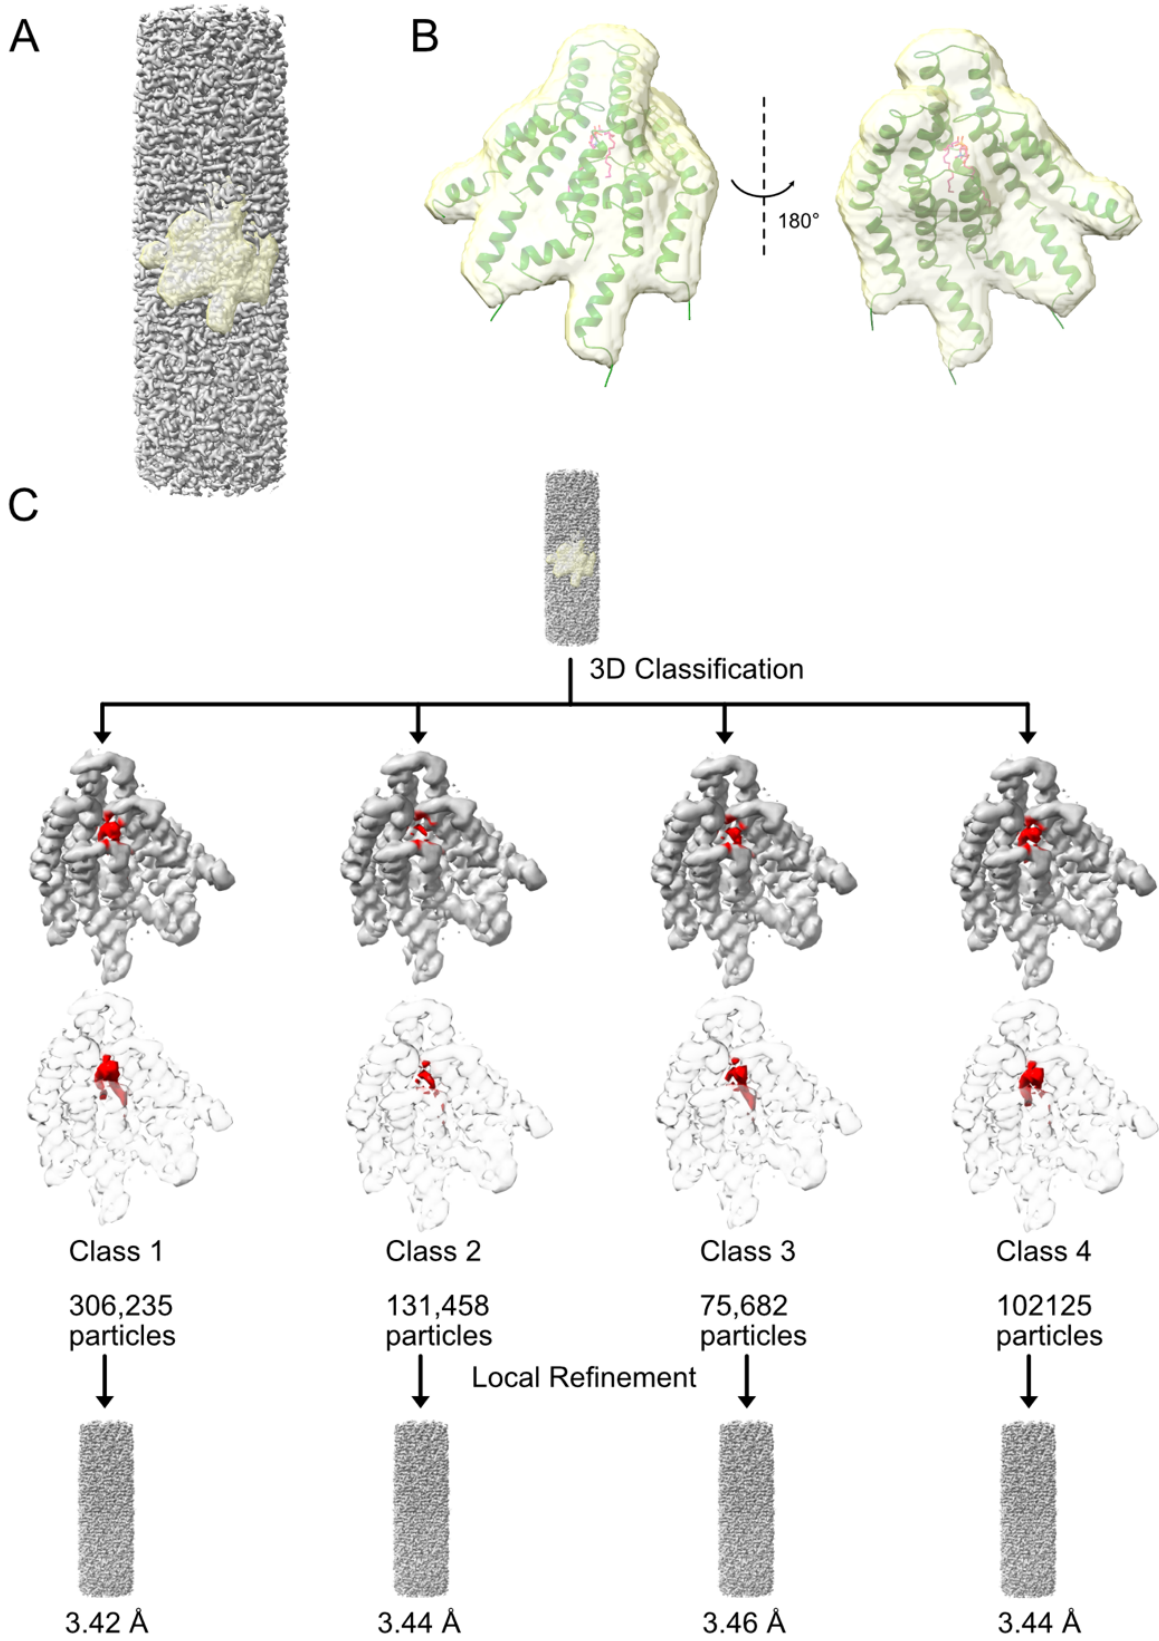 A
B
180°
C
3D Classification
Class 1
Class 2
Class 3
Class 4
306,235
particles
131,458
particles
75,682
particles
102125
particles
Local Refinement
3.42 Å
3.44 Å
3.46 Å
3.44 Å